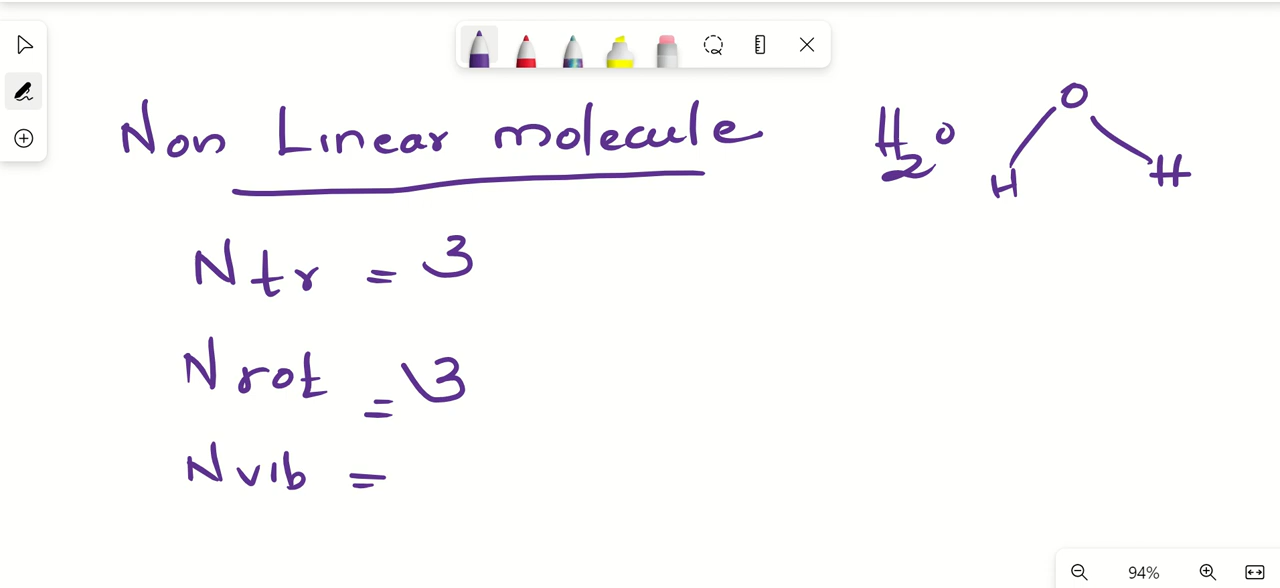 Non Linear molecule
H2O
O
H H
Ntr = 3
Nrot = 3
Nvib =
94%